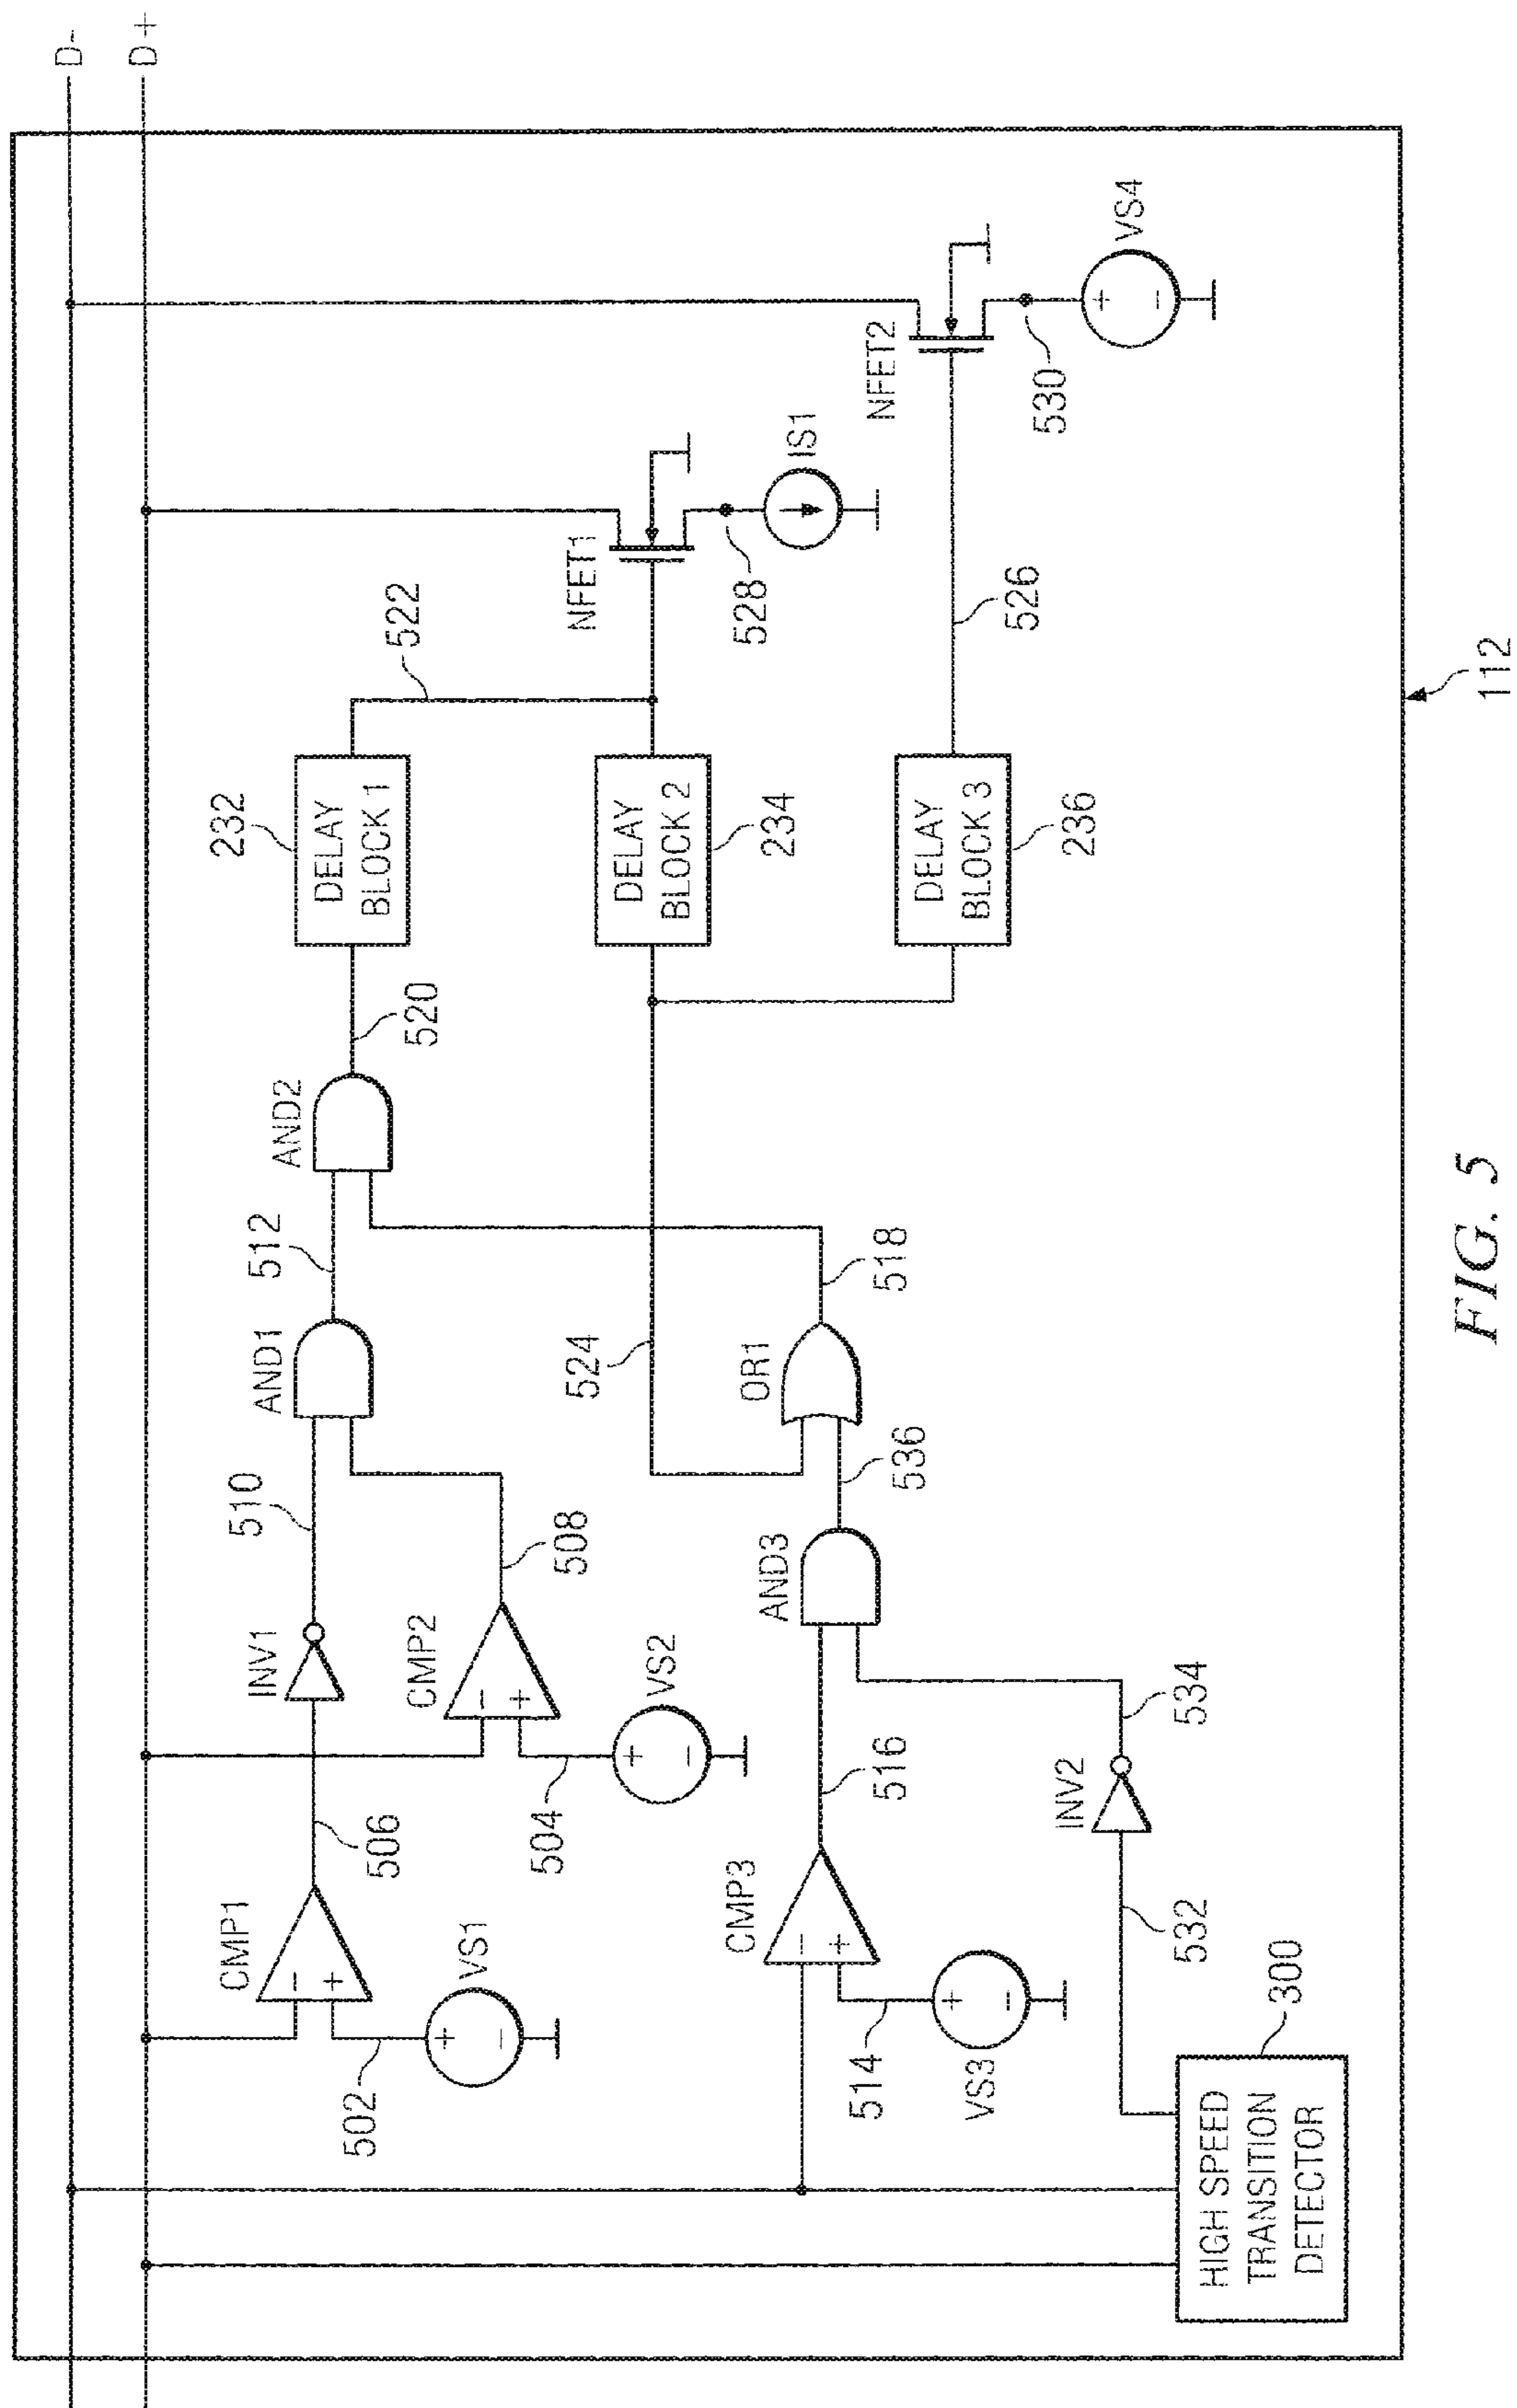 D-
D+
232
DELAY
BLOCK 1
522
NFET1
528
IS1
DELAY
BLOCK 2
234
NFET2
530
VS4
526
DELAY
BLOCK 3
236
520
AND2
512
AND1
510
INV1
506
CMP1
-
+
502
VS1
+
-
508
CMP2
-
+
504
VS2
+
-
524
OR1
518
536
AND3
516
CMP3
-
+
514
VS3
+
-
534
INV2
532
300
HIGH SPEED
TRANSITION
DETECTOR
+
-
112
FIG. 5